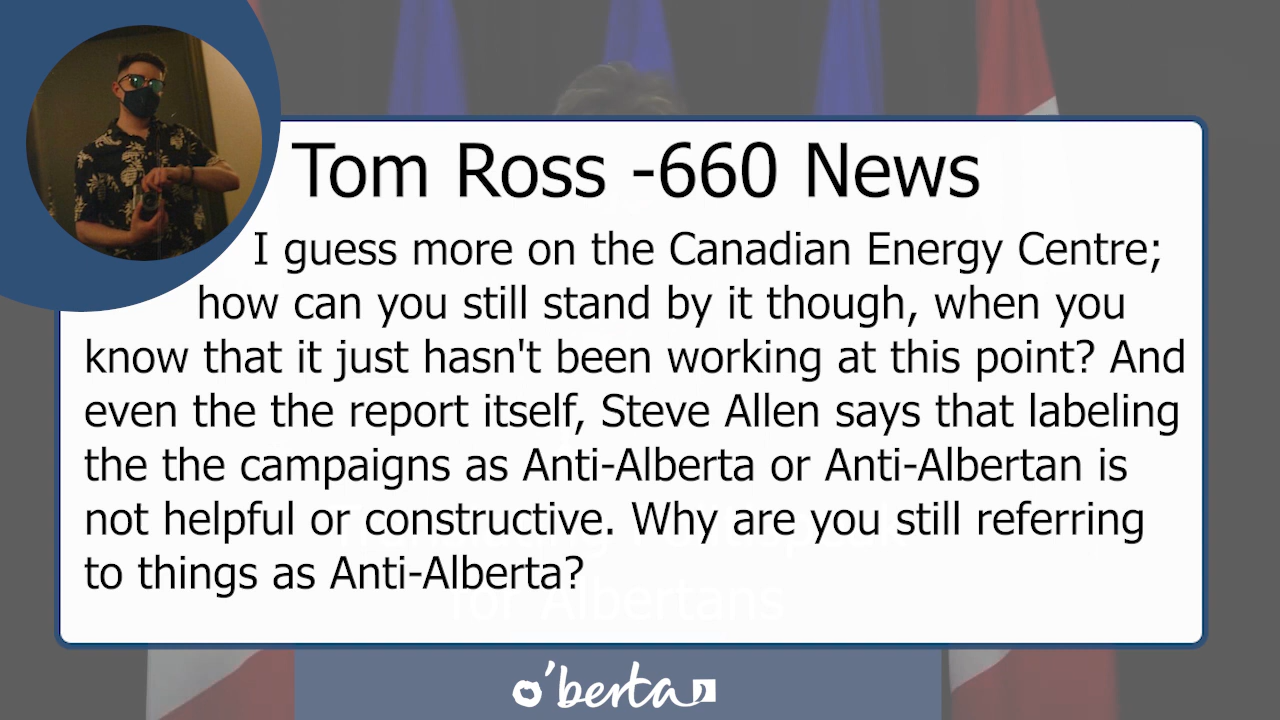 Tom Ross -660 News
I guess more on the Canadian Energy Centre;
how can you still stand by it though, when you
know that it just hasn't been working at this point? And
even the the report itself, Steve Allen says that labeling
the the campaigns as Anti-Alberta or Anti-Albertan is
not helpful or constructive. Why are you still referring
to things as Anti-Alberta?
for Albertans
o'berta